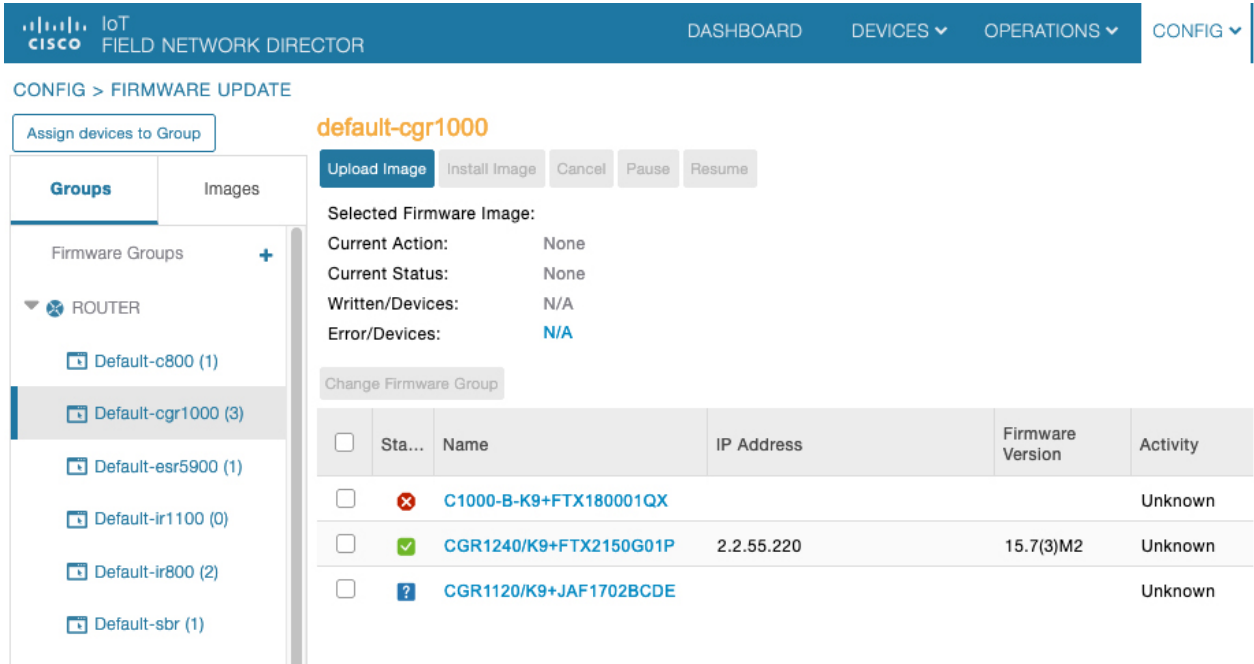 IoT
CISCO FIELD NETWORK DIRECTOR
DASHBOARD DEVICES OPERATIONS CONFIG
CONFIG > FIRMWARE UPDATE
Assign devices to Group
Groups Images
Firmware Groups +
ROUTER
Default-c800 (1)
Default-cgr1000 (3)
Default-esr5900 (1)
Default-ir1100 (0)
Default-ir800 (2)
Default-sbr (1)
default-cgr1000
Upload Image Install Image Cancel Pause Resume
Selected Firmware Image:
Current Action: None
Current Status: None
Written/Devices: N/A
Error/Devices: N/A
Change Firmware Group
Sta... Name IP Address Firmware Version Activity
C1000-B-K9+FTX180001QX Unknown
CGR1240/K9+FTX2150G01P 2.2.55.220 15.7(3)M2 Unknown
? CGR1120/K9+JAF1702BCDE Unknown